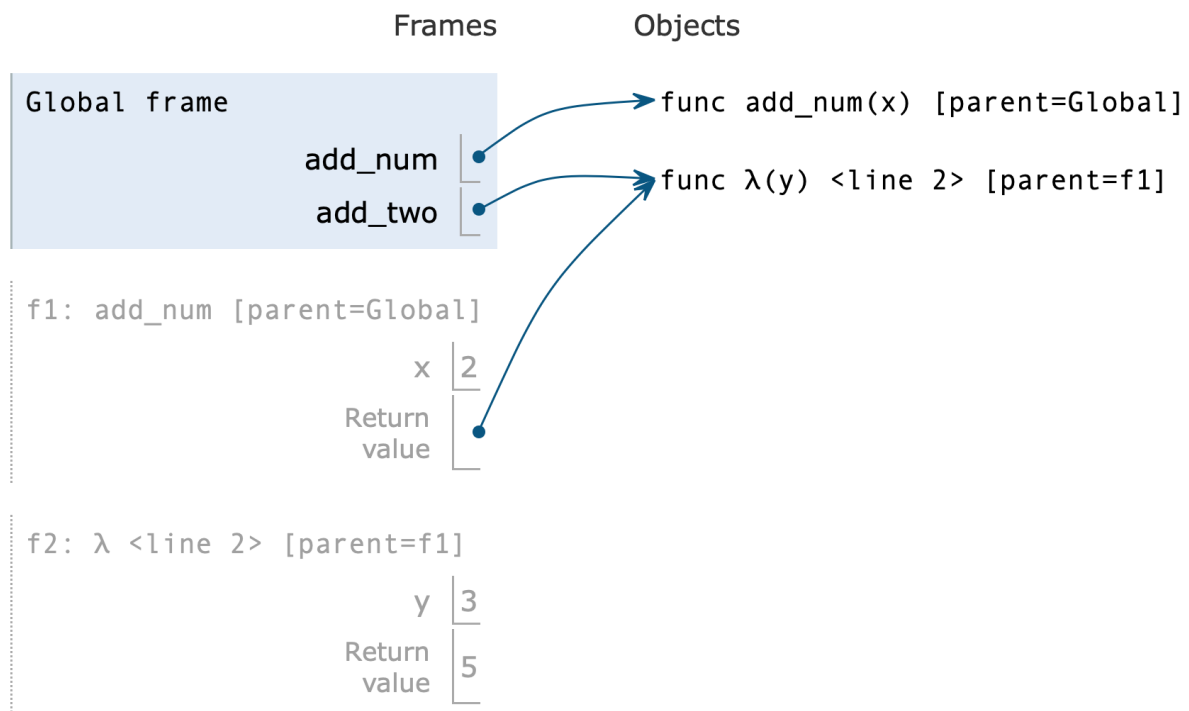 Frames Objects
Global frame
add_num
add_two
func add_num(x) [parent=Global]
func λ(y) <line 2> [parent=f1]
f1: add_num [parent=Global]
x 2
Return
value
f2: λ <line 2> [parent=f1]
y 3
Return
value 5